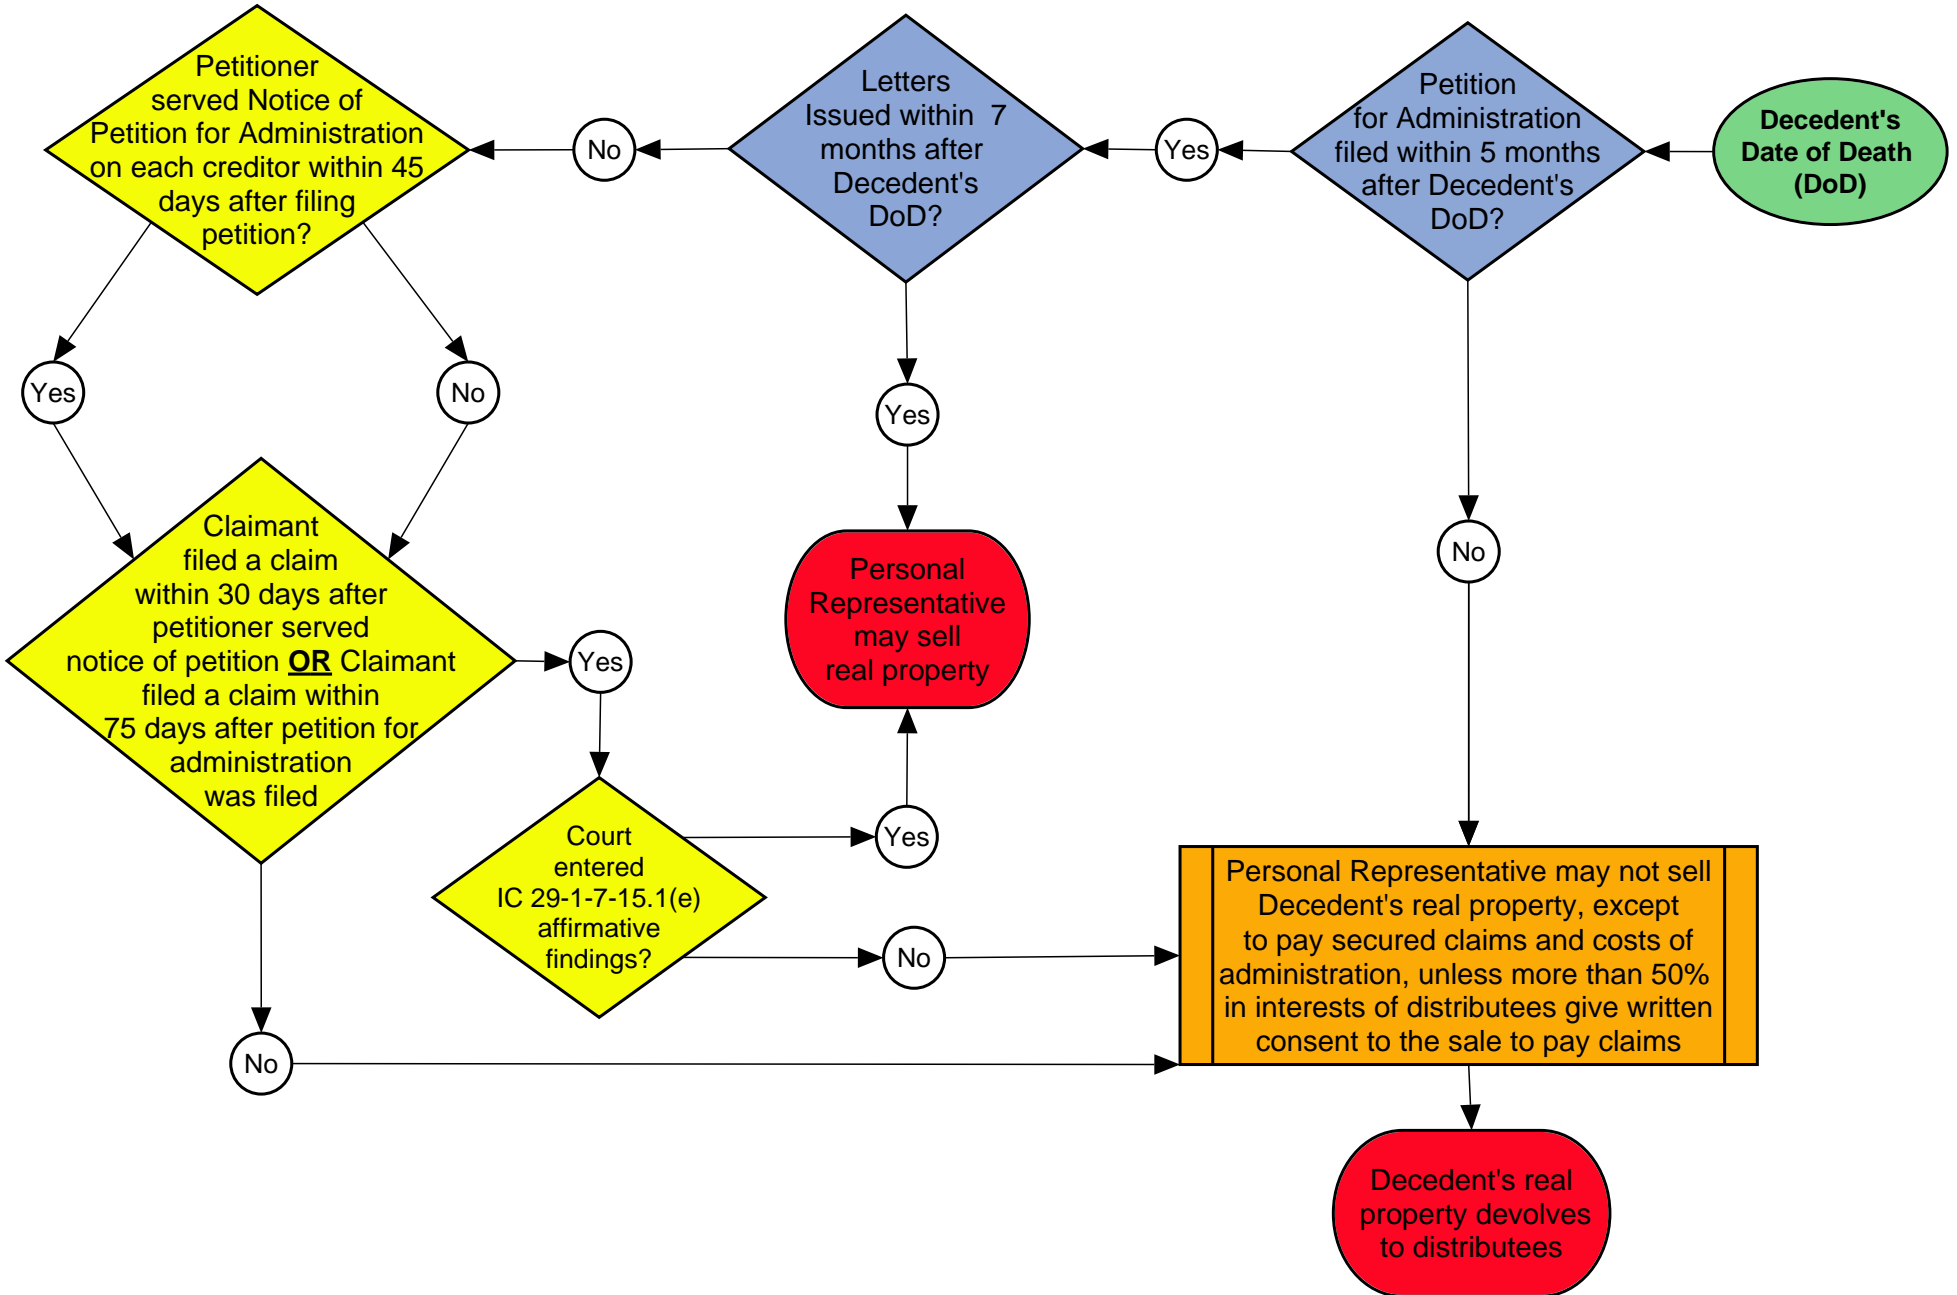 Petitioner
served Notice of
Petition for Administration
on each creditor within 45
days after filing
petition?
No
Letters
Issued within 7
months after
Decedent's
DoD?
Yes
Petition
for Administration
filed within 5 months
after Decedent's
DoD?
Decedent's
Date of Death
(DoD)
Yes
No
Yes
No
Claimant
filed a claim
within 30 days after
petitioner served
notice of petition OR Claimant
filed a claim within
75 days after petition for
administration
was filed
Yes
Personal
Representative
may sell
real property
Court
entered
IC 29-1-7-15.1(e)
affirmative
findings?
Yes
No
Personal Representative may not sell
Decedent's real property, except
to pay secured claims and costs of
administration, unless more than 50%
in interests of distributees give written
consent to the sale to pay claims
No
Decedent's real
property devolves
to distributees